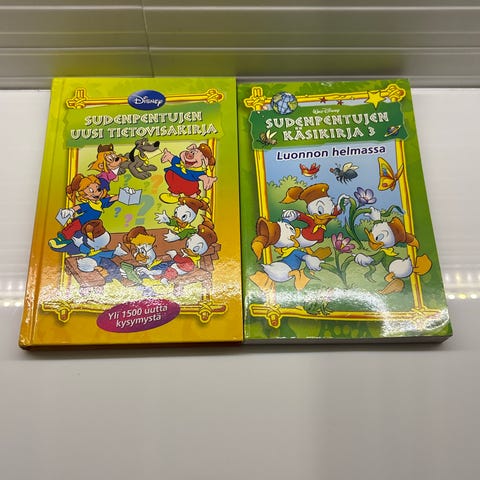 Disney
SUDENPENTUJEN
UUSI TIETOVISAKIRJA
Yli 1500 uutta
kysymystä
Walt Disney
SUDENPENTUJEN
KÄSIKIRJA 3
Luonnon helmassa